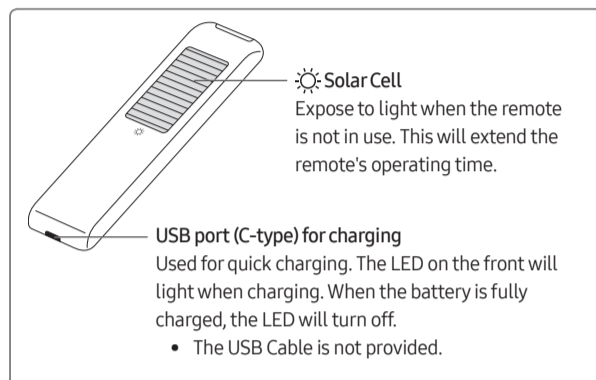 Solar Cell
Expose to light when the remote
is not in use. This will extend the
remote's operating time.
USB port (C-type) for charging
Used for quick charging. The LED on the front will
light when charging. When the battery is fully
charged, the LED will turn off.
• The USB Cable is not provided.